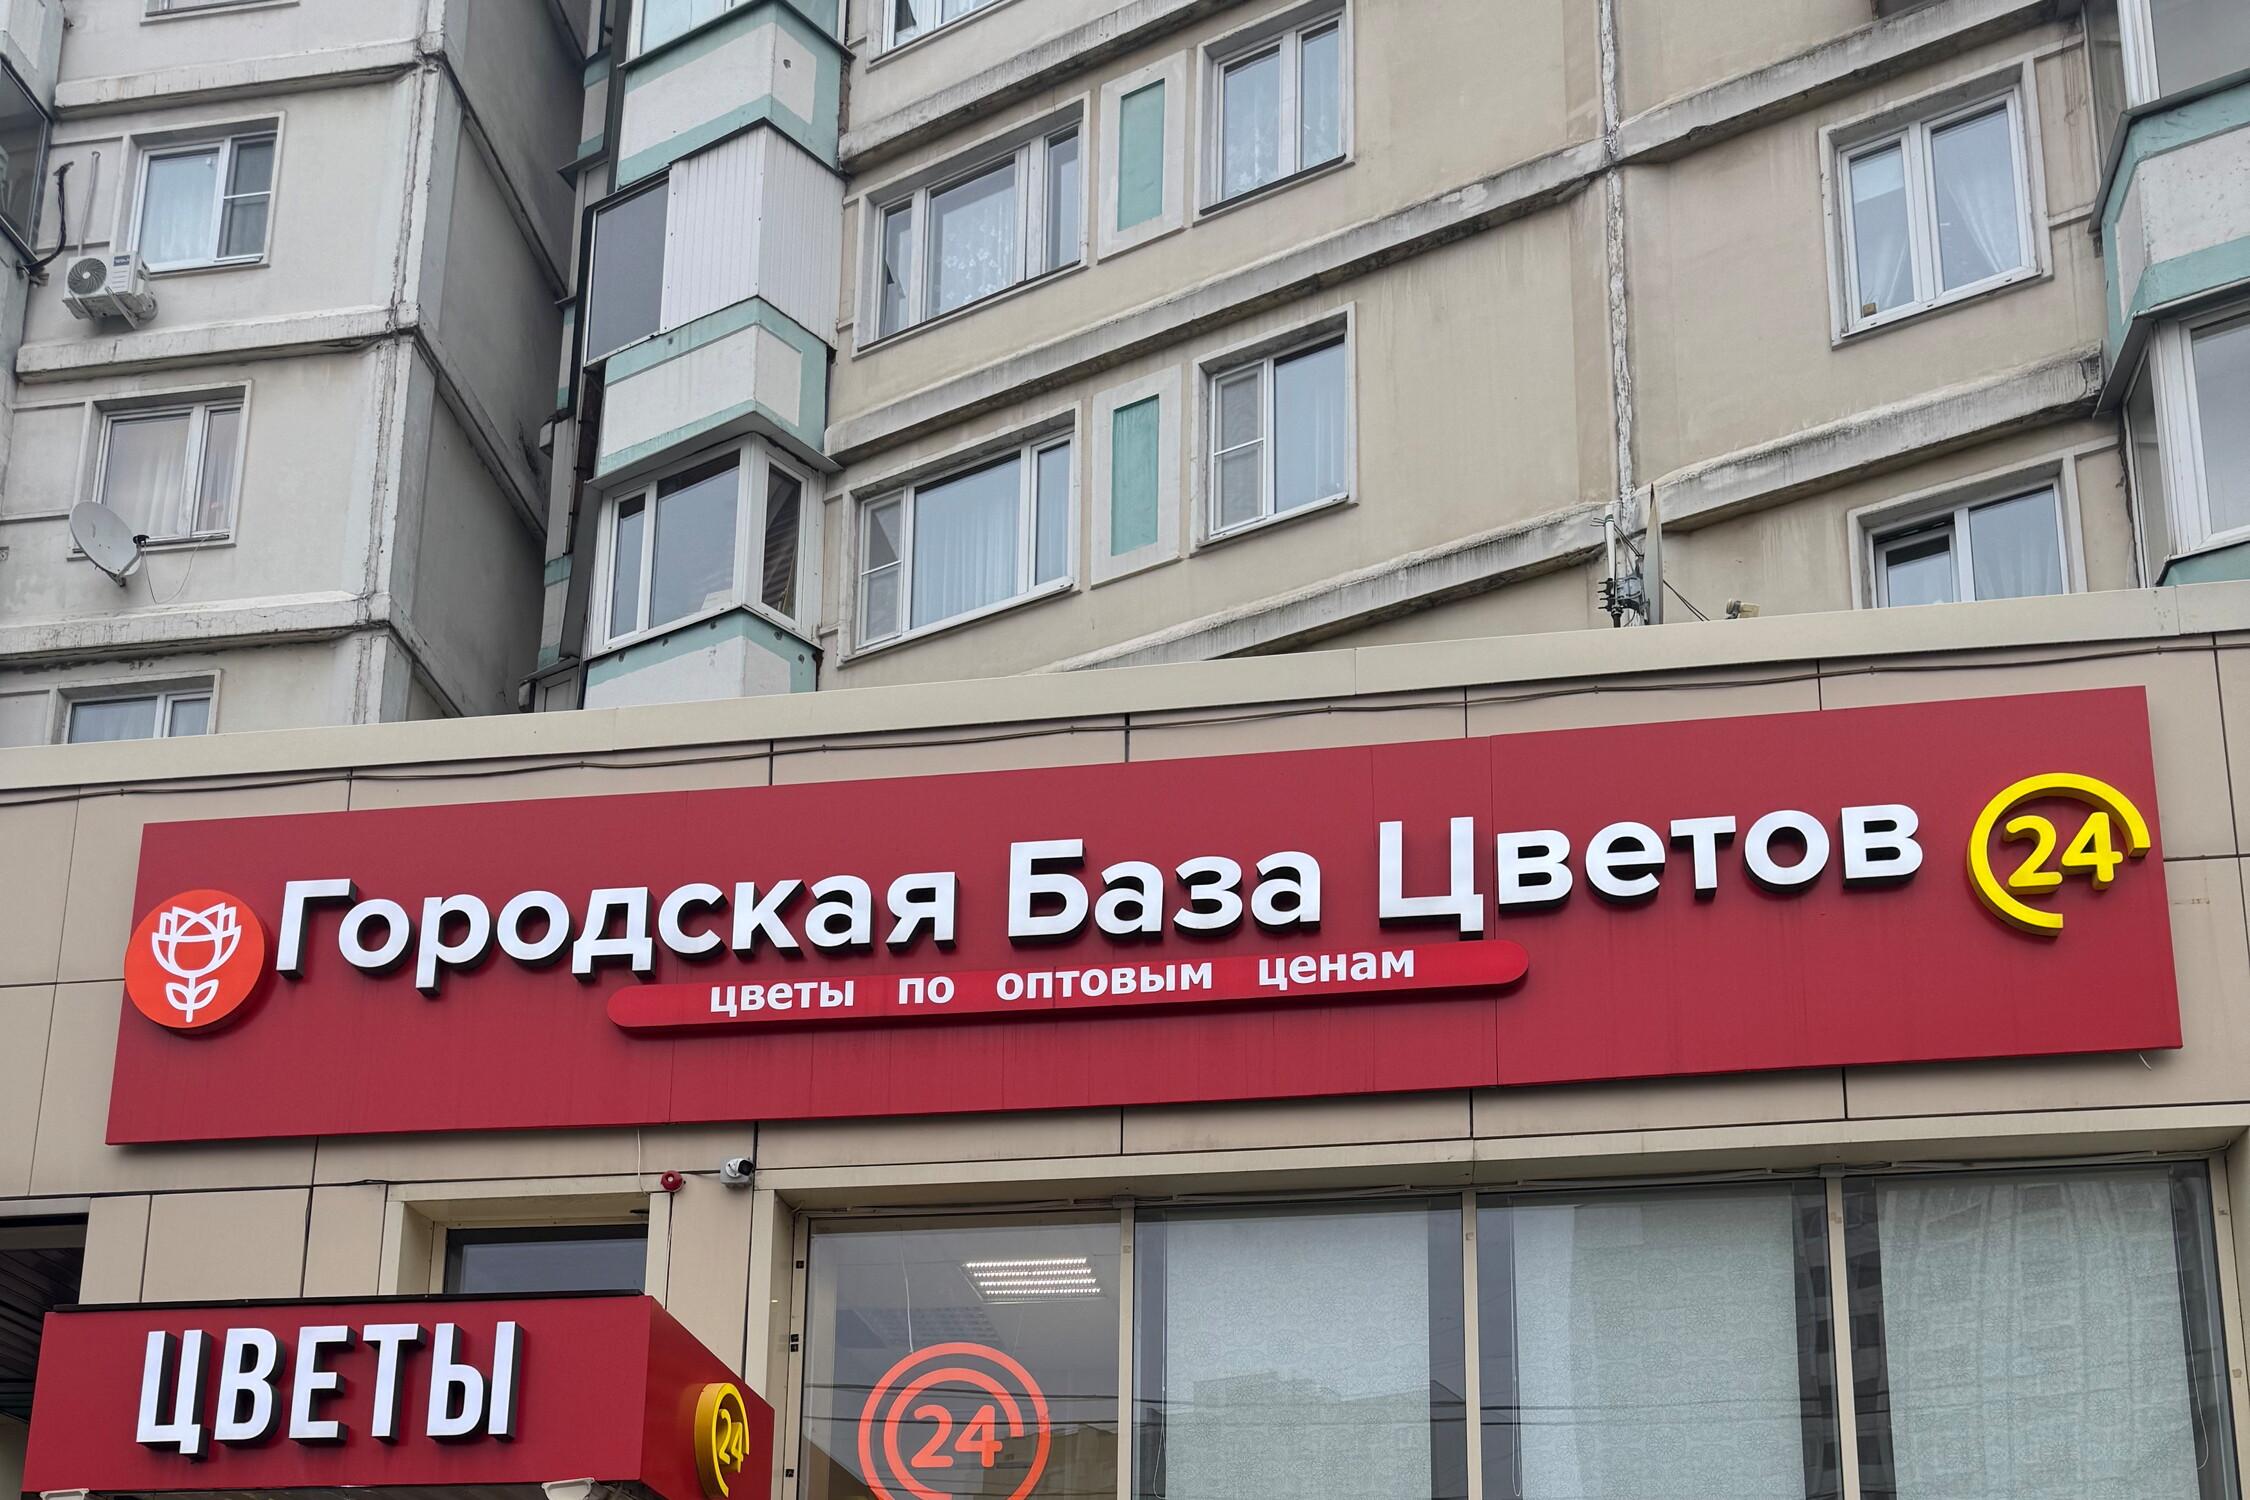 Городская База Цветов 24
цветы по оптовым ценам
ЦВЕТЫ
24
24